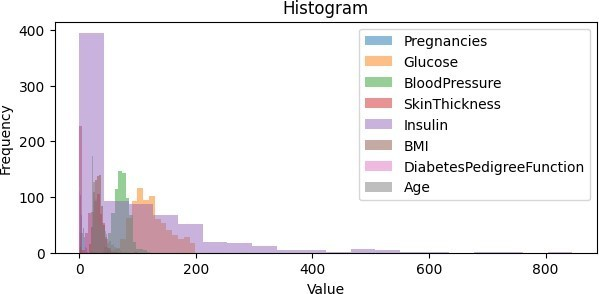 Histogram
400
300
200
100
0
Frequency
Pregnancies
Glucose
BloodPressure
SkinThickness
Insulin
BMI
DiabetesPedigreeFunction
Age
0 200 400 600 800
Value